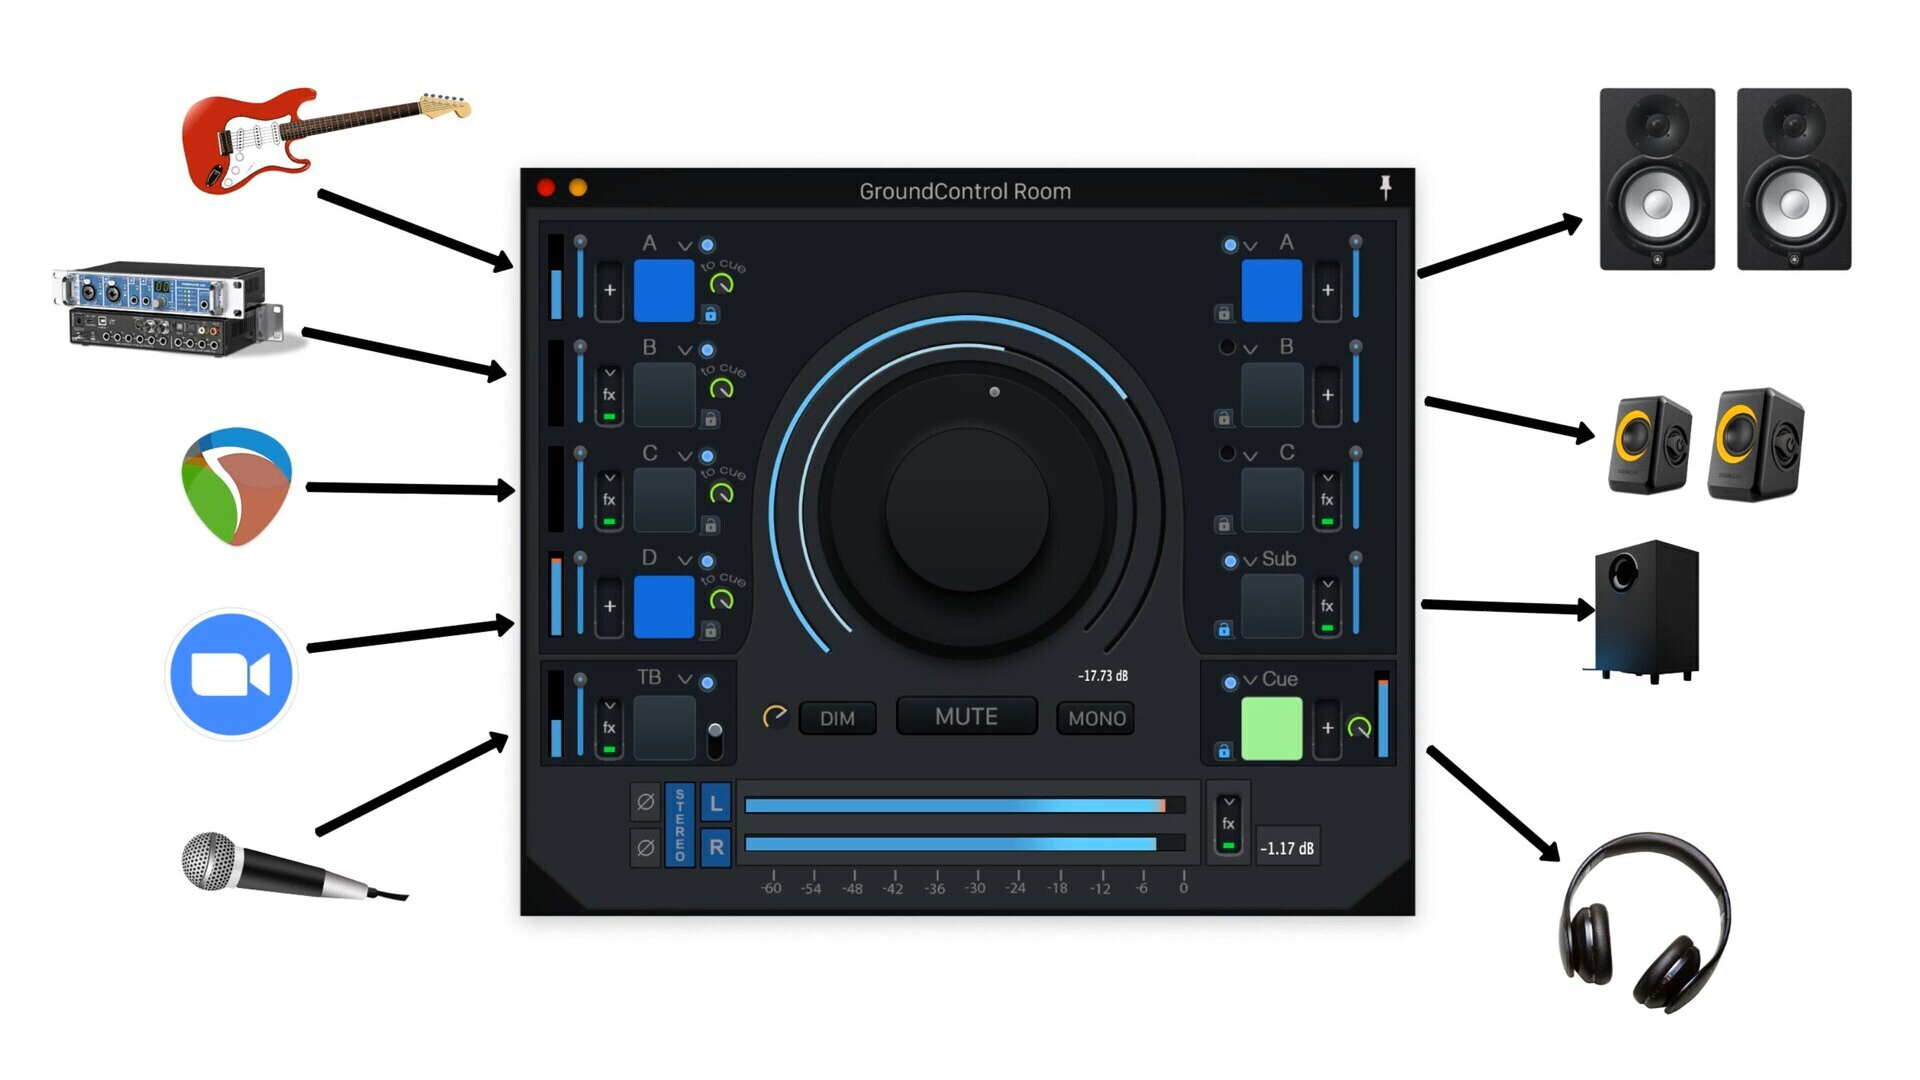 GroundControl Room
A
to cue
+
B
to cue
fx
C
to cue
fx
D
to cue
+
TB
fx
A
+
B
+
C
fx
Sub
fx
Cue
+
-17.73 dB
DIM
MUTE
MONO
Ø
STEREO
L
Ø
R
fx
-1.17 dB
-60 -54 -48 -42 -36 -30 -24 -18 -12 -6 0